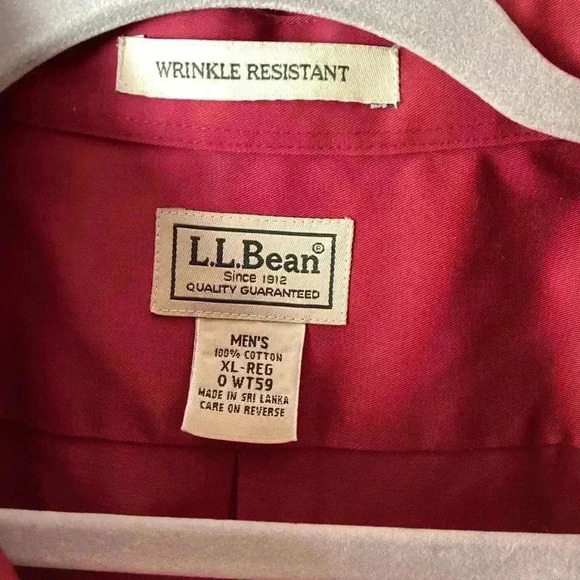 WRINKLE RESISTANT
L.L.Bean®
Since 1912
QUALITY GUARANTEED
MEN'S
100% COTTON
XL-REG
0 WT59
MADE IN SRI LANKA
CARE ON REVERSE